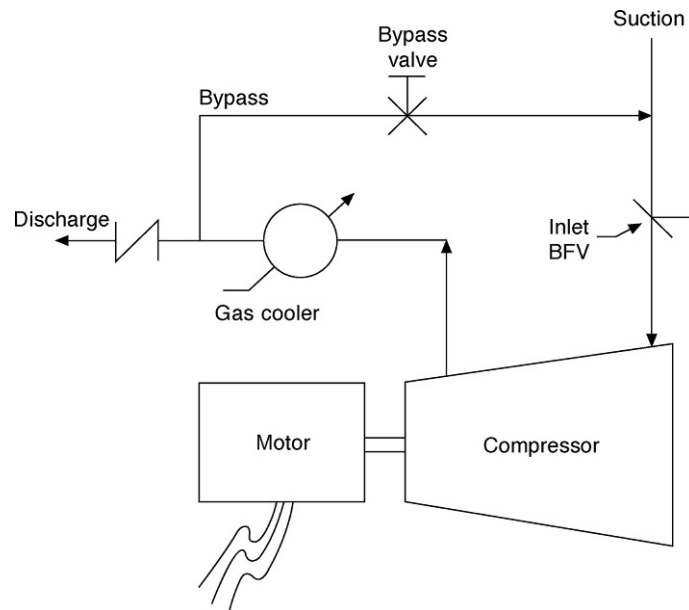 Suction
Bypass
valve
Bypass
Discharge
Inlet
BFV
Gas cooler
Motor
Compressor